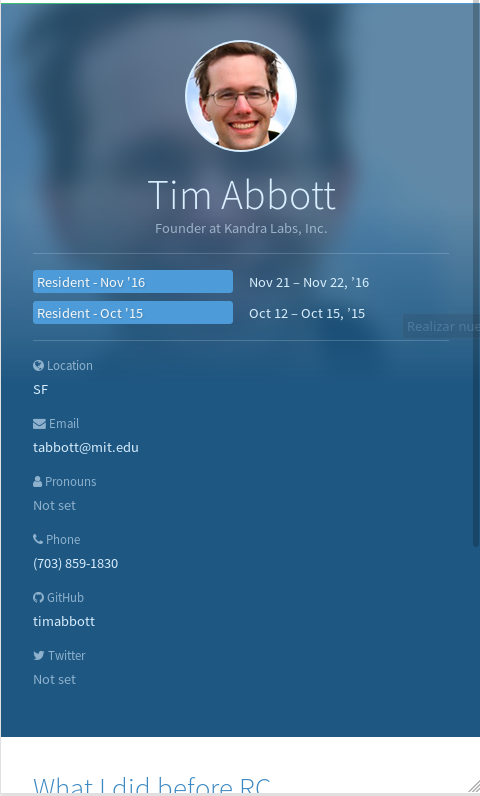 Tim Abbott
Founder at Kandra Labs, Inc.
Resident - Nov '16 Nov 21 – Nov 22, ’16
Resident - Oct '15 Oct 12 – Oct 15, ’15
Realizar nue
Location
SF
Email
tabbott@mit.edu
Pronouns
Not set
Phone
(703) 859-1830
GitHub
timabbott
Twitter
Not set
What I did before RC